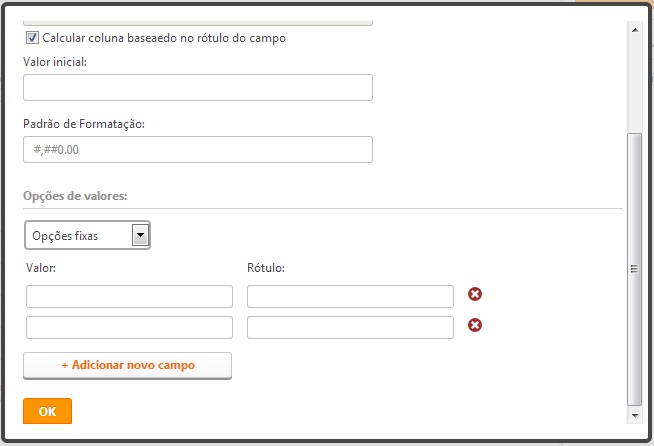 Calcular coluna baseaedo no rótulo do campo
Valor inicial:
Padrão de Formatação:
#,##0.00
Opções de valores:
Opções fixas
Valor: Rótulo:
+ Adicionar novo campo
OK